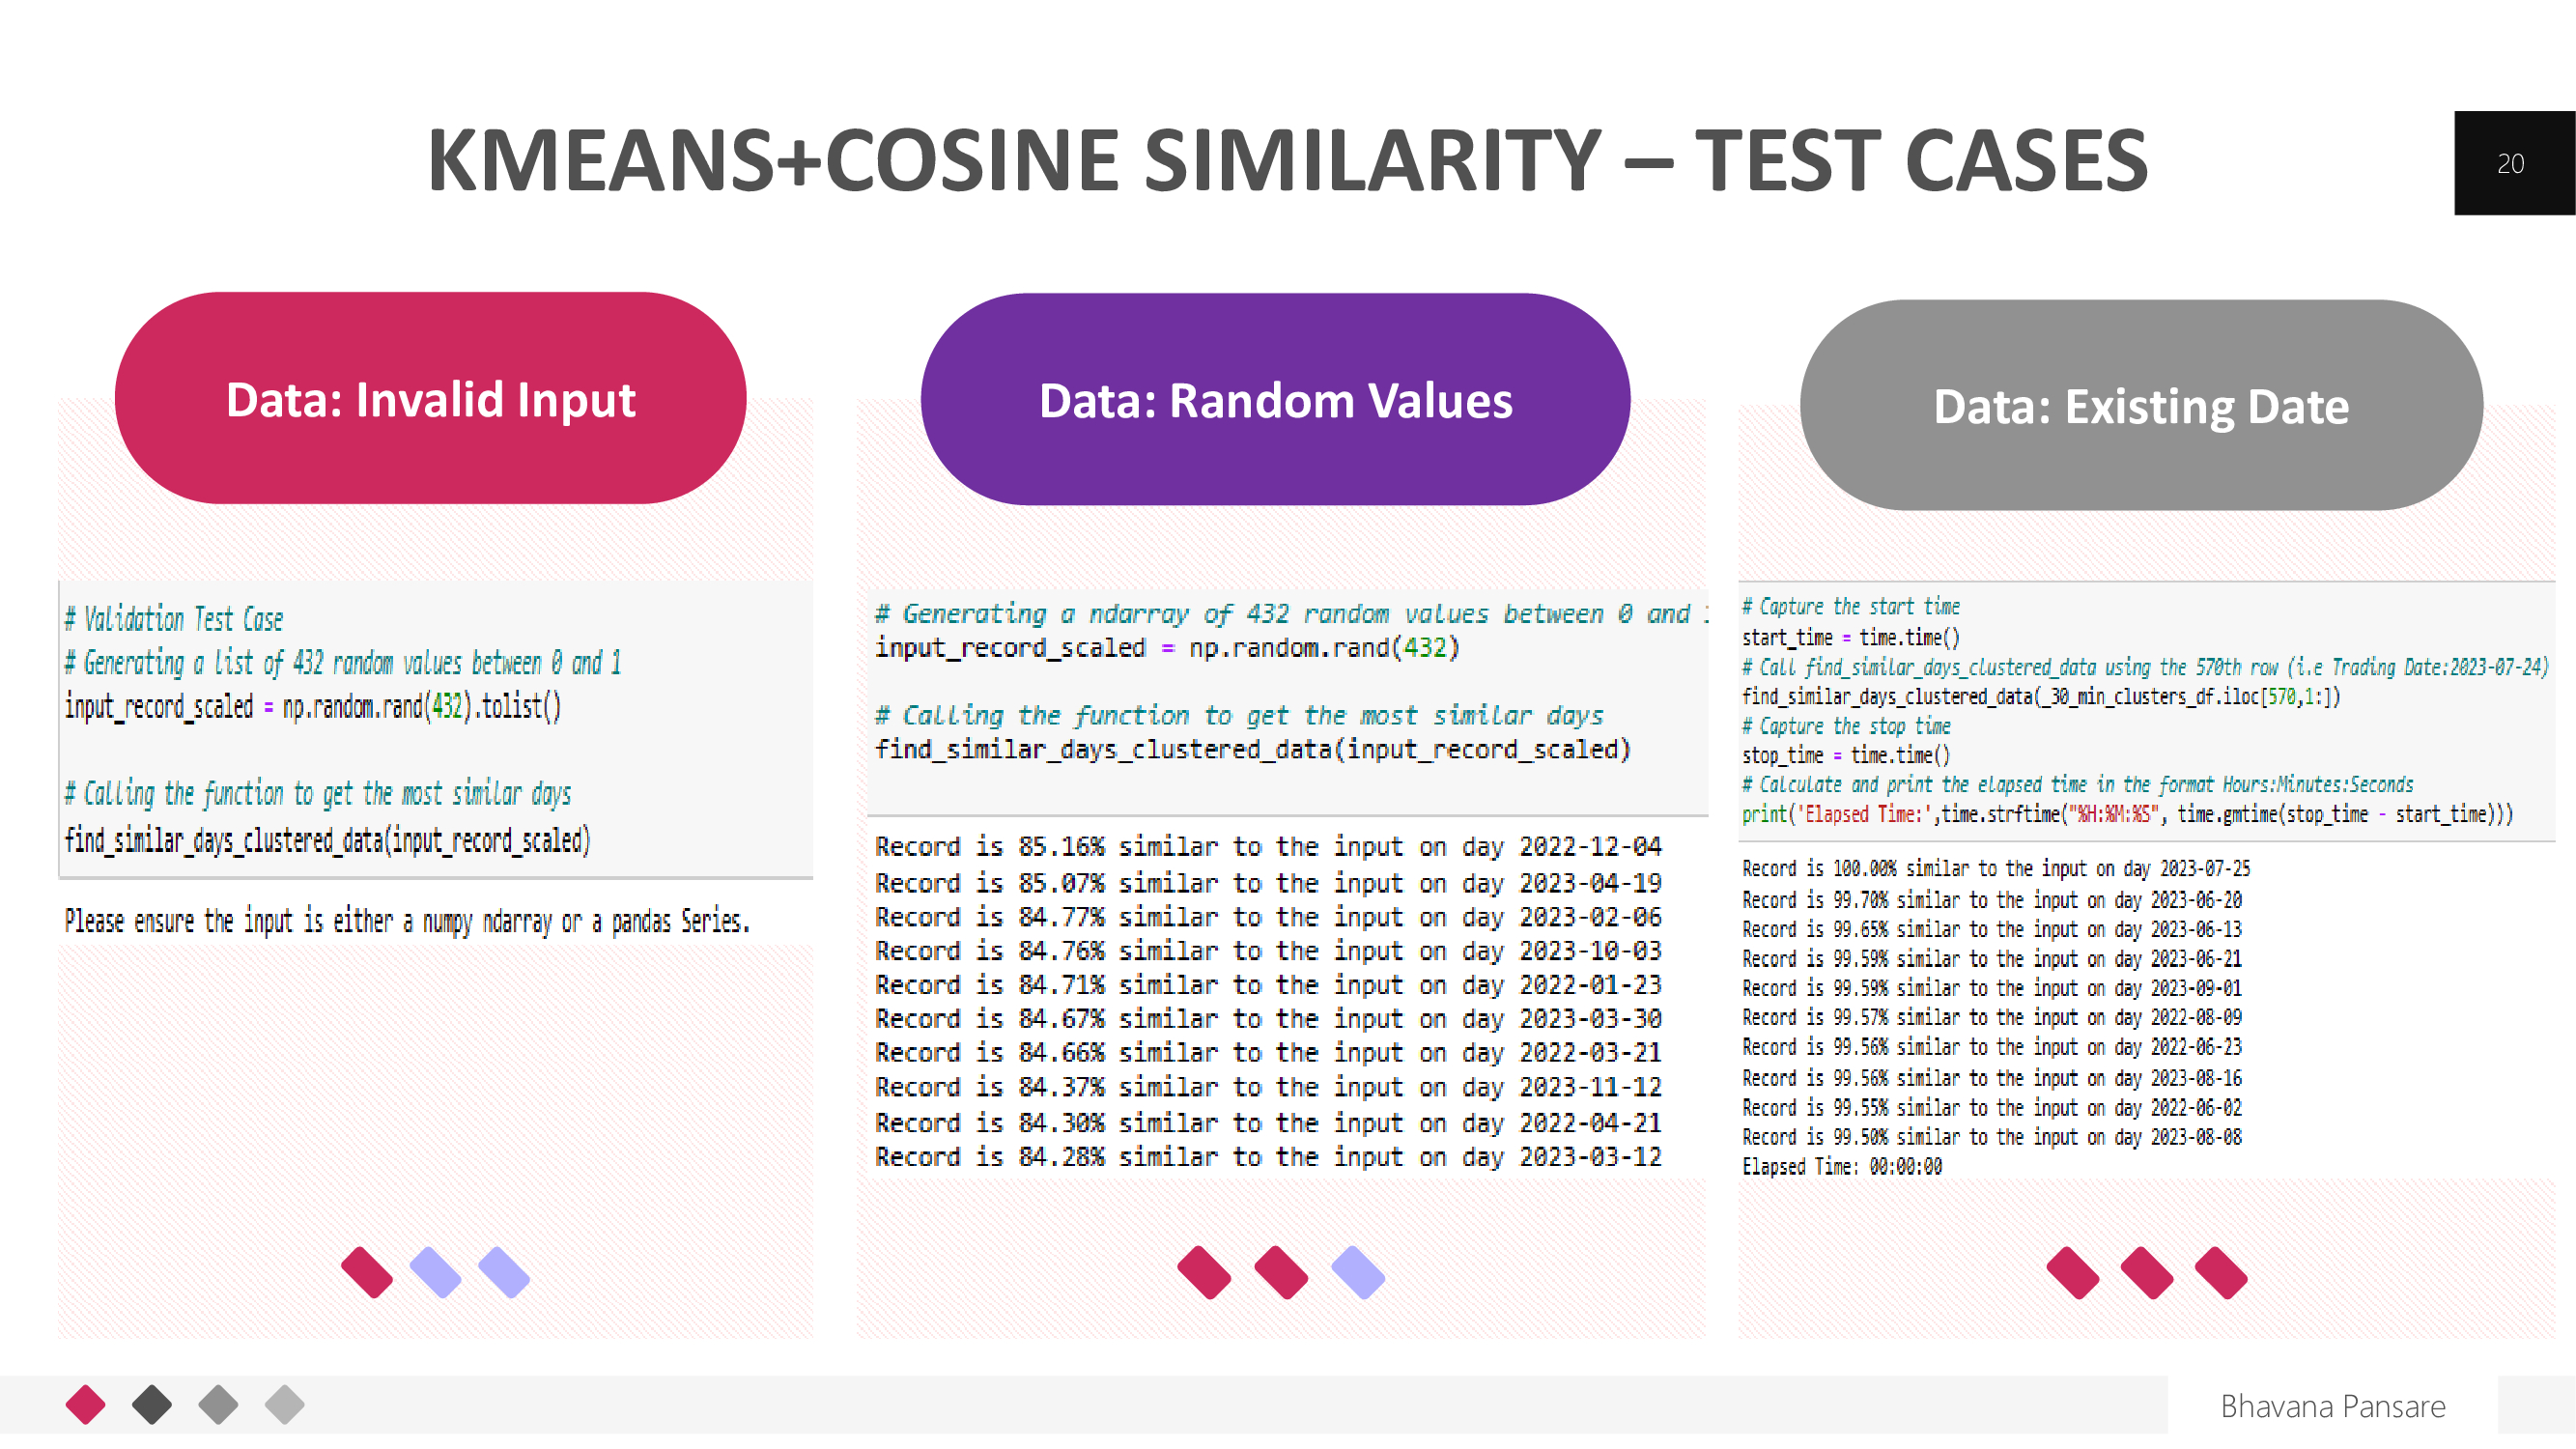 KMEANS+COSINE SIMILARITY – TEST CASES
20
Data: Invalid Input
# Validation Test Case
# Generating a list of 432 random values between 0 and 1
input_record_scaled = np.random.rand(432).tolist()
# Calling the function to get the most similar days
find_similar_days_clustered_data(input_record_scaled)
Please ensure the input is either a numpy ndarray or a pandas Series.
Data: Random Values
# Generating a ndarray of 432 random values between 0 and 1
input_record_scaled = np.random.rand(432)
# Calling the function to get the most similar days
find_similar_days_clustered_data(input_record_scaled)
Record is 85.16% similar to the input on day 2022-12-04
Record is 85.07% similar to the input on day 2023-04-19
Record is 84.77% similar to the input on day 2023-02-06
Record is 84.76% similar to the input on day 2023-10-03
Record is 84.71% similar to the input on day 2022-01-23
Record is 84.67% similar to the input on day 2023-03-30
Record is 84.66% similar to the input on day 2022-03-21
Record is 84.37% similar to the input on day 2023-11-12
Record is 84.30% similar to the input on day 2022-04-21
Record is 84.28% similar to the input on day 2023-03-12
Data: Existing Date
# Capture the start time
start_time = time.time()
# Call find_similar_days_clustered_data using the 570th row (i.e Trading Date:2023-07-24)
find_similar_days_clustered_data(_30_min_clusters_df.iloc[570,1:])
# Capture the stop time
stop_time = time.time()
# Calculate and print the elapsed time in the format Hours:Minutes:Seconds
print('Elapsed Time:',time.strftime("%H:%M:%S", time.gmtime(stop_time - start_time)))
Record is 100.00% similar to the input on day 2023-07-25
Record is 99.70% similar to the input on day 2023-06-20
Record is 99.65% similar to the input on day 2023-06-13
Record is 99.59% similar to the input on day 2023-06-21
Record is 99.59% similar to the input on day 2023-09-01
Record is 99.57% similar to the input on day 2022-08-09
Record is 99.56% similar to the input on day 2022-06-23
Record is 99.56% similar to the input on day 2023-08-16
Record is 99.55% similar to the input on day 2022-06-02
Record is 99.50% similar to the input on day 2023-08-08
Elapsed Time: 00:00:00
Bhavana Pansare